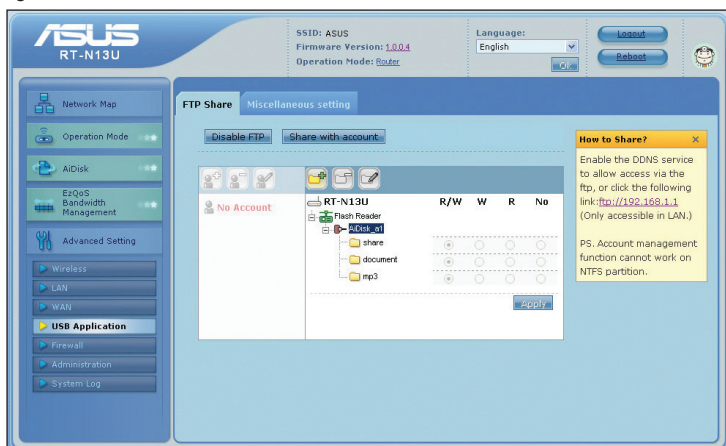 ASUS
RT-N13U
SSID: ASUS
Firmware Version: 1.0.0.4
Operation Mode: Router
Language:
English
Logout
Reboot
Network Map
Operation Mode
AiDisk
EzQoS
Bandwidth
Management
Advanced Setting
Wireless
LAN
WAN
USB Application
Firewall
Administration
System Log
FTP Share
Miscellaneous setting
Disable FTP
Share with account
No Account
RT-N13U R/W W R No
Flash Reader
AiDisk_a1
share
document
mp3
Apply
How to Share? ×
Enable the DDNS service
to allow access via the
ftp, or click the following
link:ftp://192.168.1.1
(Only accessible in LAN.)
PS. Account management
function cannot work on
NTFS partition.